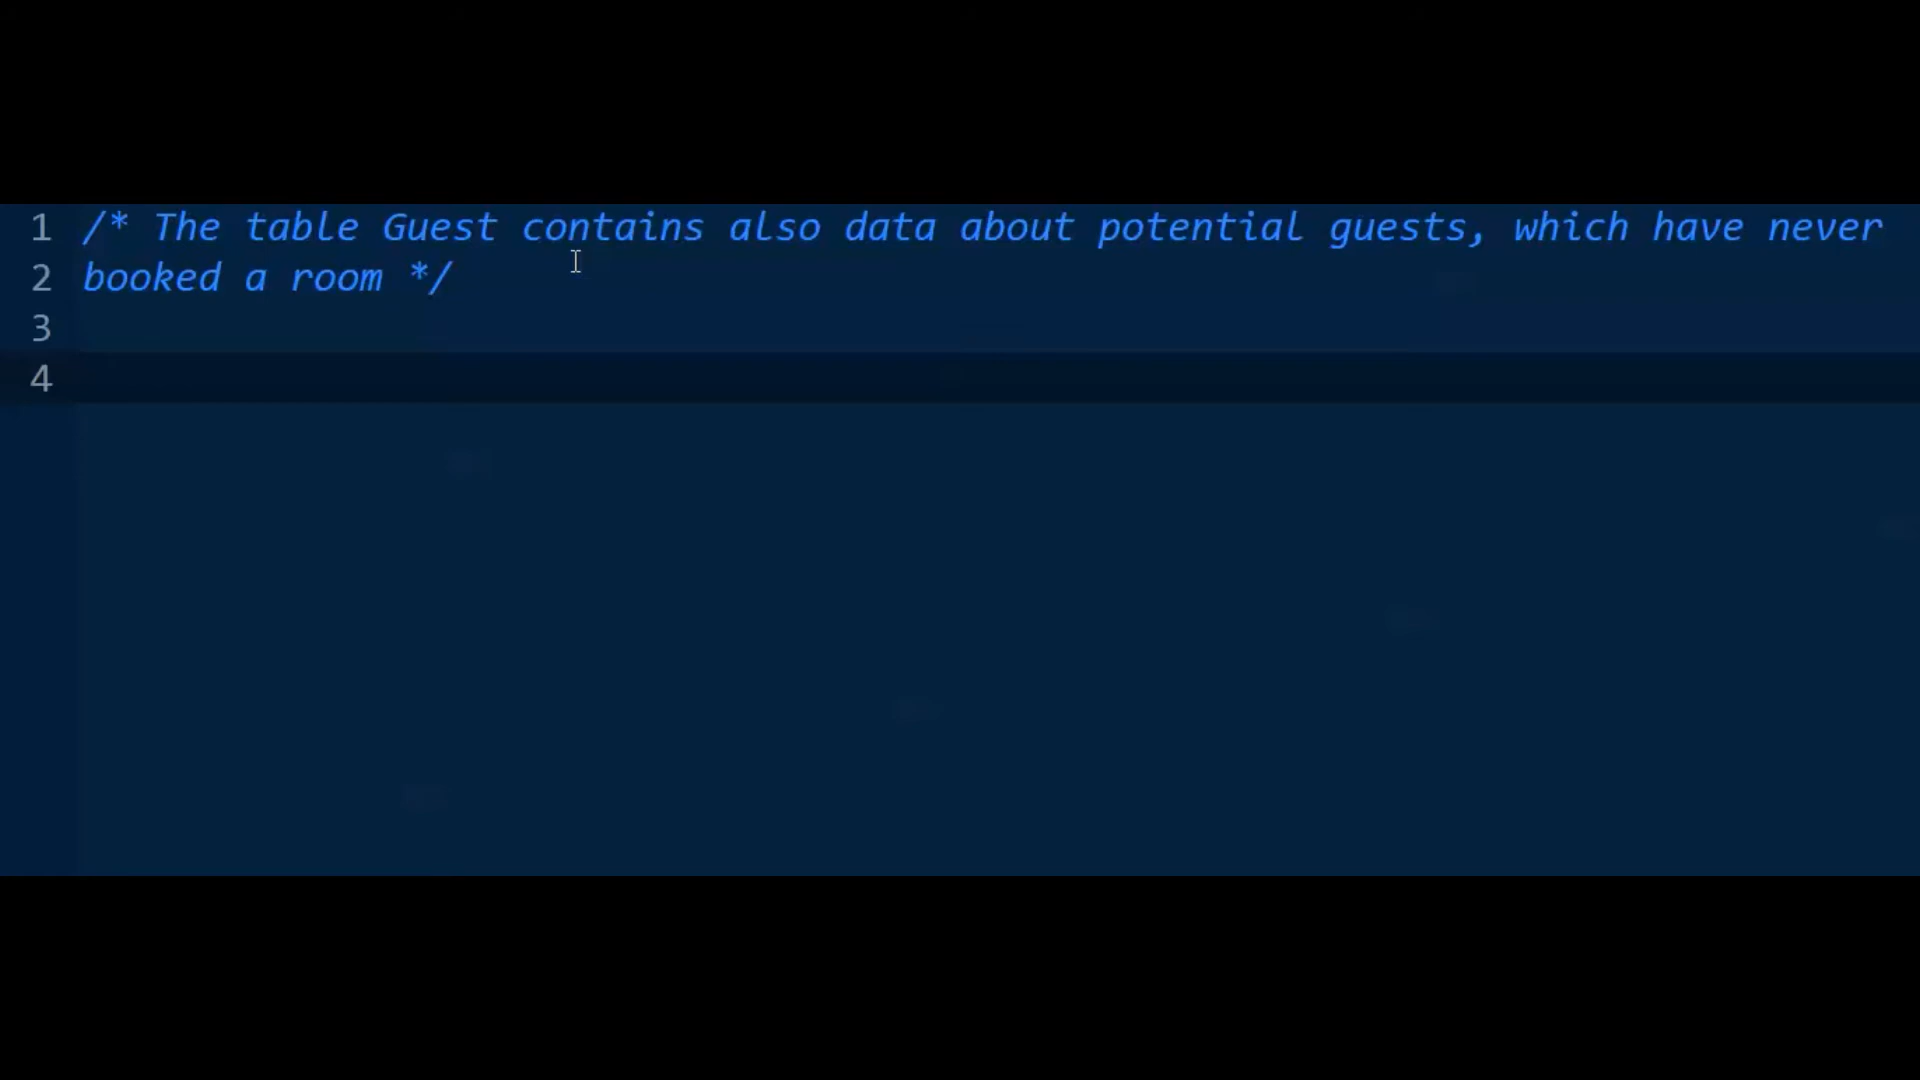 1 /* The table Guest contains also data about potential guests, which have never
2 booked a room */
3
4